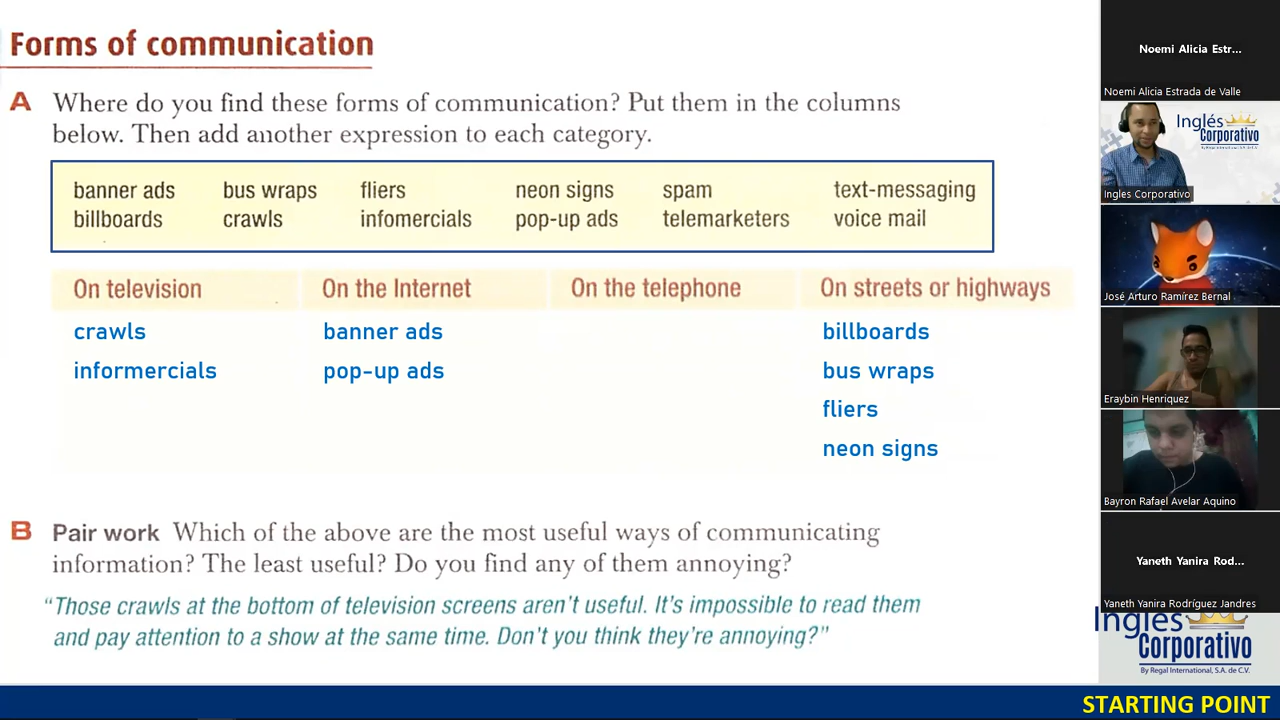 Forms of communication
A Where do you find these forms of communication? Put them in the columns
below. Then add another expression to each category.
banner ads bus wraps fliers neon signs spam text-messaging
billboards crawls infomercials pop-up ads telemarketers voice mail
On television On the Internet On the telephone On streets or highways
crawls banner ads billboards
informercials pop-up ads bus wraps
fliers
neon signs
B Pair work Which of the above are the most useful ways of communicating
information? The least useful? Do you find any of them annoying?
“Those crawls at the bottom of television screens aren't useful. It's impossible to read them
and pay attention to a show at the same time. Don't you think they're annoying?”
Noemi Alicia Estr...
Noemi Alicia Estrada de Valle
Inglés
Corporativo
By Regal International, S.A. de C.V.
Ingles Corporativo
José Arturo Ramírez Bernal
Eraybin Henriquez
Bayron Rafael Avelar Aquino
Yaneth Yanira Rod...
Yaneth Yanira Rodríguez Jandres
Inglés
Corporativo
By Regal International, S.A. de C.V.
STARTING POINT